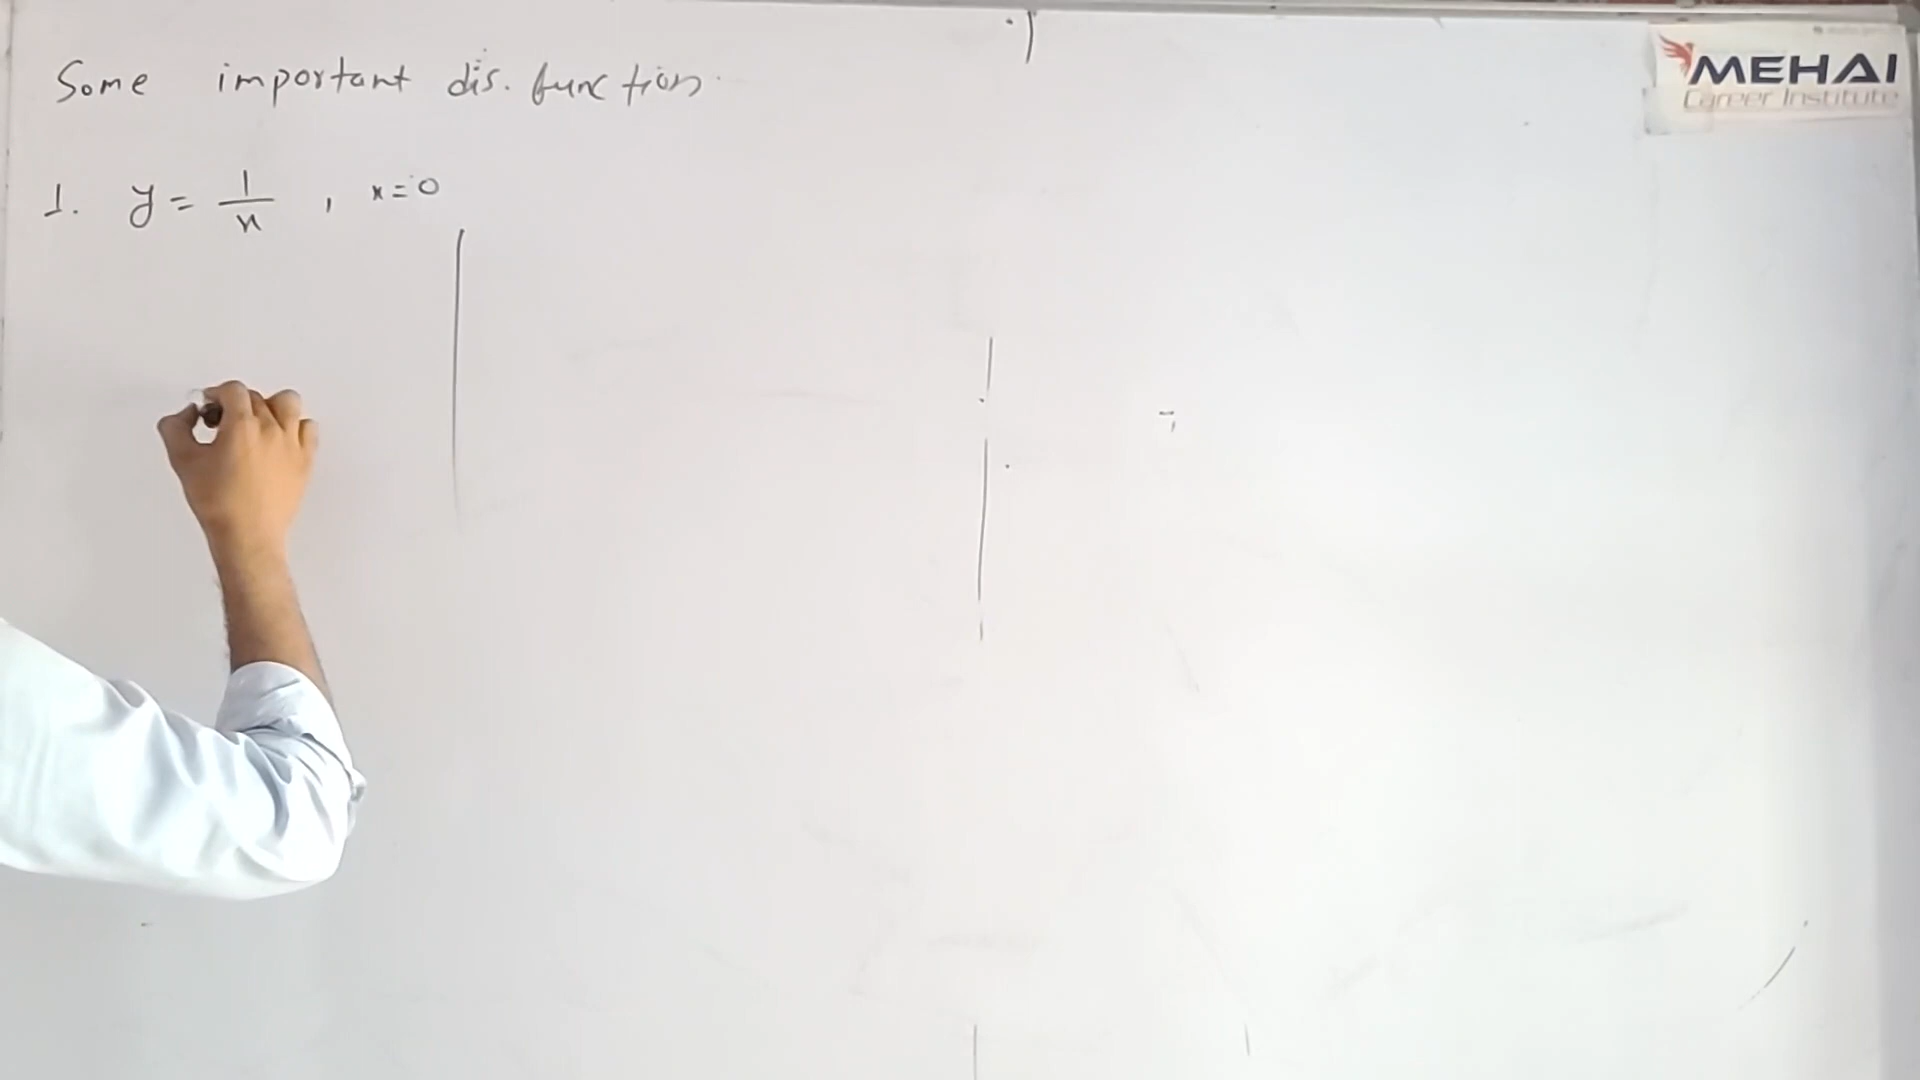 Some important dis. function.
1. y = 1/x , x=0
MEHAI
Career Institute